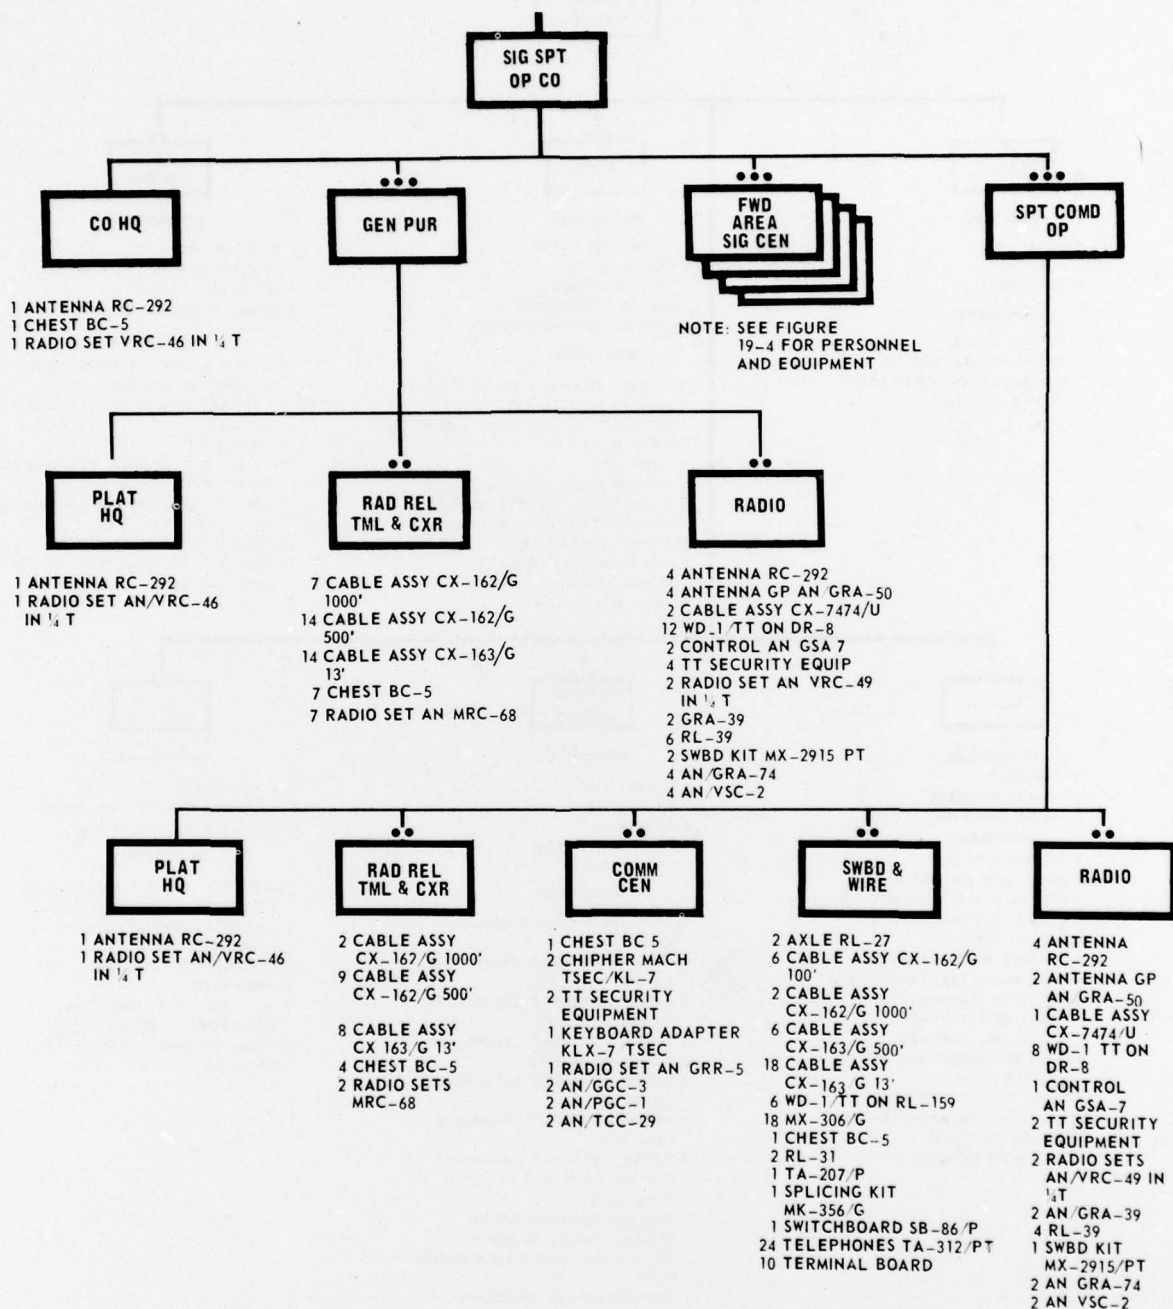 SIG SPT
OP CO
CO HQ
1 ANTENNA RC-292
1 CHEST BC-5
1 RADIO SET VRC-46 IN ¼ T
GEN PUR
FWD
AREA
SIG CEN
NOTE: SEE FIGURE
19-4 FOR PERSONNEL
AND EQUIPMENT
SPT COMD
OP
PLAT
HQ
1 ANTENNA RC-292
1 RADIO SET AN/VRC-46
IN ¼ T
RAD REL
TML & CXR
7 CABLE ASSY CX-162/G
1000'
14 CABLE ASSY CX-162/G
500'
14 CABLE ASSY CX-163/G
13'
7 CHEST BC-5
7 RADIO SET AN MRC-68
RADIO
4 ANTENNA RC-292
4 ANTENNA GP AN/GRA-50
2 CABLE ASSY CX-7474/U
12 WD-1/TT ON DR-8
2 CONTROL AN GSA 7
4 TT SECURITY EQUIP
2 RADIO SET AN VRC-49
IN ¼ T
2 GRA-39
6 RL-39
2 SWBD KIT MX-2915 PT
4 AN/GRA-74
4 AN/VSC-2
PLAT
HQ
1 ANTENNA RC-292
1 RADIO SET AN/VRC-46
IN ¼ T
RAD REL
TML & CXR
2 CABLE ASSY
CX-162/G 1000'
9 CABLE ASSY
CX-162/G 500'
8 CABLE ASSY
CX 163/G 13'
4 CHEST BC-5
2 RADIO SETS
MRC-68
COMM
CEN
1 CHEST BC 5
2 CHIPHER MACH
TSEC/KL-7
2 TT SECURITY
EQUIPMENT
1 KEYBOARD ADAPTER
KLX-7 TSEC
1 RADIO SET AN GRR-5
2 AN/GGC-3
2 AN/PGC-1
2 AN/TCC-29
SWBD &
WIRE
2 AXLE RL-27
6 CABLE ASSY CX-162/G
100'
2 CABLE ASSY
CX-162/G 1000'
6 CABLE ASSY
CX-163/G 500'
18 CABLE ASSY
CX-163/G 13'
6 WD-1/TT ON RL-159
18 MX-306/G
1 CHEST BC-5
2 RL-31
1 TA-207/P
1 SPLICING KIT
MK-356/G
1 SWITCHBOARD SB-86/P
24 TELEPHONES TA-312/PT
10 TERMINAL BOARD
RADIO
4 ANTENNA
RC-292
2 ANTENNA GP
AN GRA-50
1 CABLE ASSY
CX-7474/U
8 WD-1 TT ON
DR-8
1 CONTROL
AN GSA-7
2 TT SECURITY
EQUIPMENT
2 RADIO SETS
AN/VRC-49 IN
¼T
2 AN/GRA-39
4 RL-39
1 SWBD KIT
MX-2915/PT
2 AN GRA-74
2 AN VSC-2